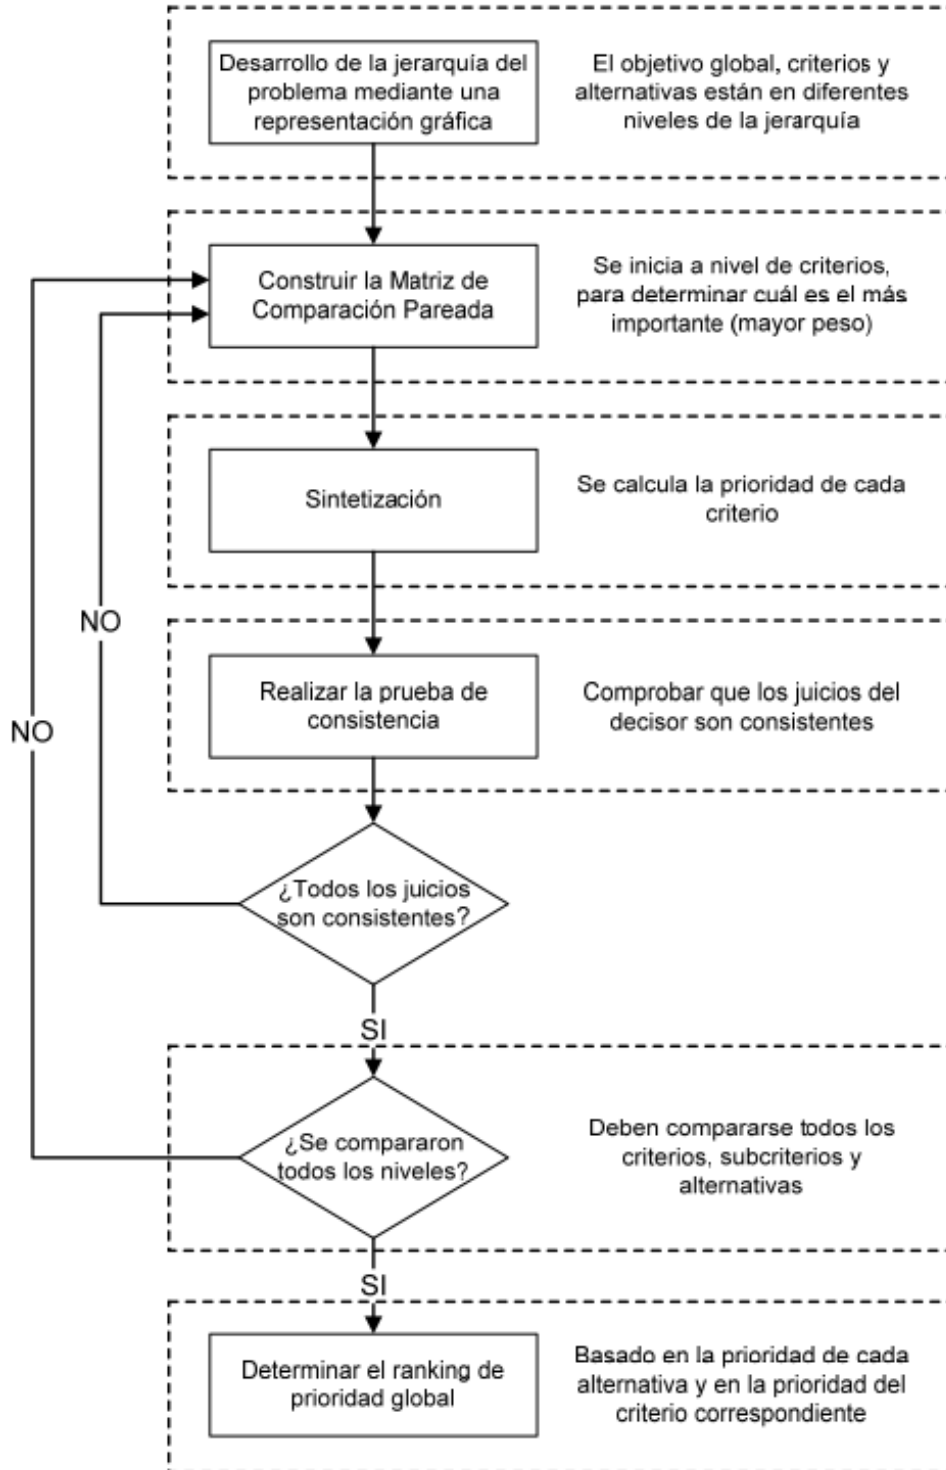 Desarrollo de la jerarquía del
problema mediante una
representación gráfica
El objetivo global, criterios y
alternativas están en diferentes
niveles de la jerarquía
Construir la Matriz de
Comparación Pareada
Se inicia a nivel de criterios,
para determinar cuál es el más
importante (mayor peso)
Sintetización
Se calcula la prioridad de cada
criterio
NO
Realizar la prueba de
consistencia
Comprobar que los juicios del
decisor son consistentes
NO
¿Todos los juicios
son consistentes?
SI
¿Se compararon
todos los niveles?
Deben compararse todos los
criterios, subcriterios y
alternativas
SI
Determinar el ranking de
prioridad global
Basado en la prioridad de cada
alternativa y en la prioridad del
criterio correspondiente